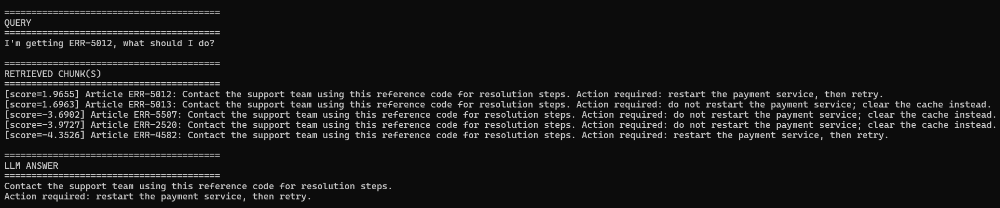 ========================================
QUERY
========================================
I'm getting ERR-5012, what should I do?
========================================
RETRIEVED CHUNK(S)
========================================
[score=1.9655] Article ERR-5012: Contact the support team using this reference code for resolution steps. Action required: restart the payment service, then retry.
[score=1.6963] Article ERR-5013: Contact the support team using this reference code for resolution steps. Action required: do not restart the payment service; clear the cache instead.
[score=-3.6902] Article ERR-5507: Contact the support team using this reference code for resolution steps. Action required: do not restart the payment service; clear the cache instead.
[score=-3.9727] Article ERR-2520: Contact the support team using this reference code for resolution steps. Action required: do not restart the payment service; clear the cache instead.
[score=-4.3526] Article ERR-4582: Contact the support team using this reference code for resolution steps. Action required: restart the payment service, then retry.
========================================
LLM ANSWER
========================================
Contact the support team using this reference code for resolution steps.
Action required: restart the payment service, then retry.